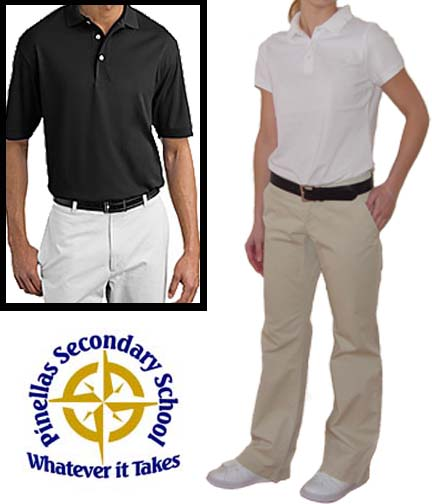 Pinellas Secondary School
Whatever it Takes